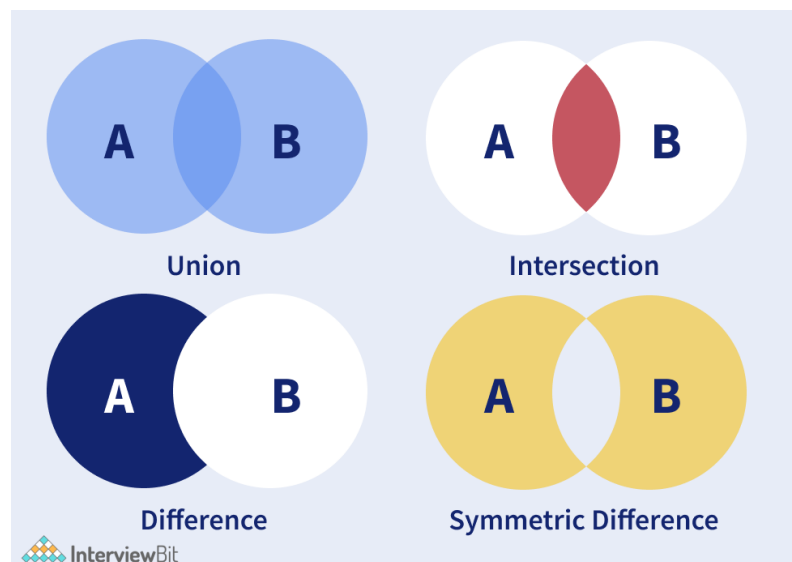 A B
A B
Union
Intersection
A B
A B
Difference
Symmetric Difference
InterviewBit